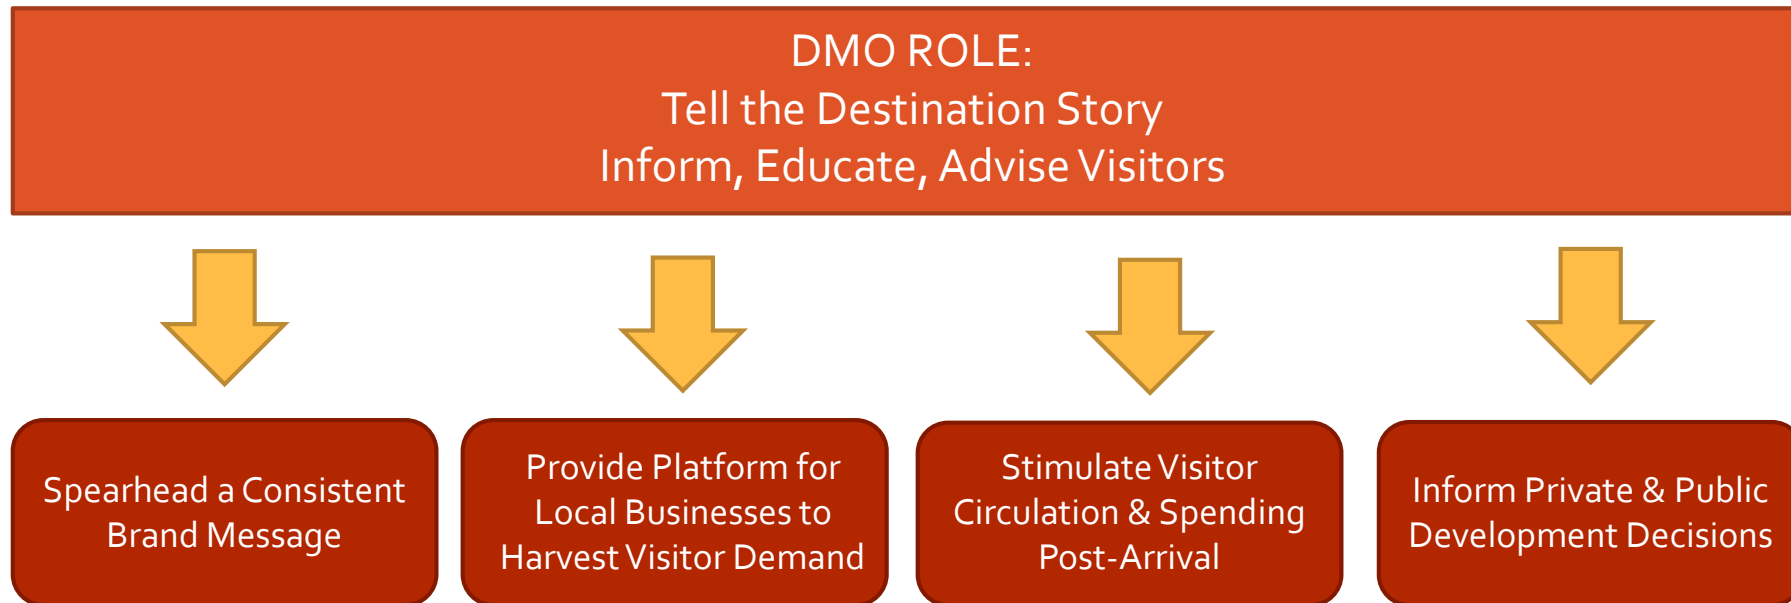 DMO ROLE:
Tell the Destination Story
Inform, Educate, Advise Visitors
Spearhead a Consistent
Brand Message
Provide Platform for
Local Businesses to
Harvest Visitor Demand
Stimulate Visitor
Circulation & Spending
Post-Arrival
Inform Private & Public
Development Decisions